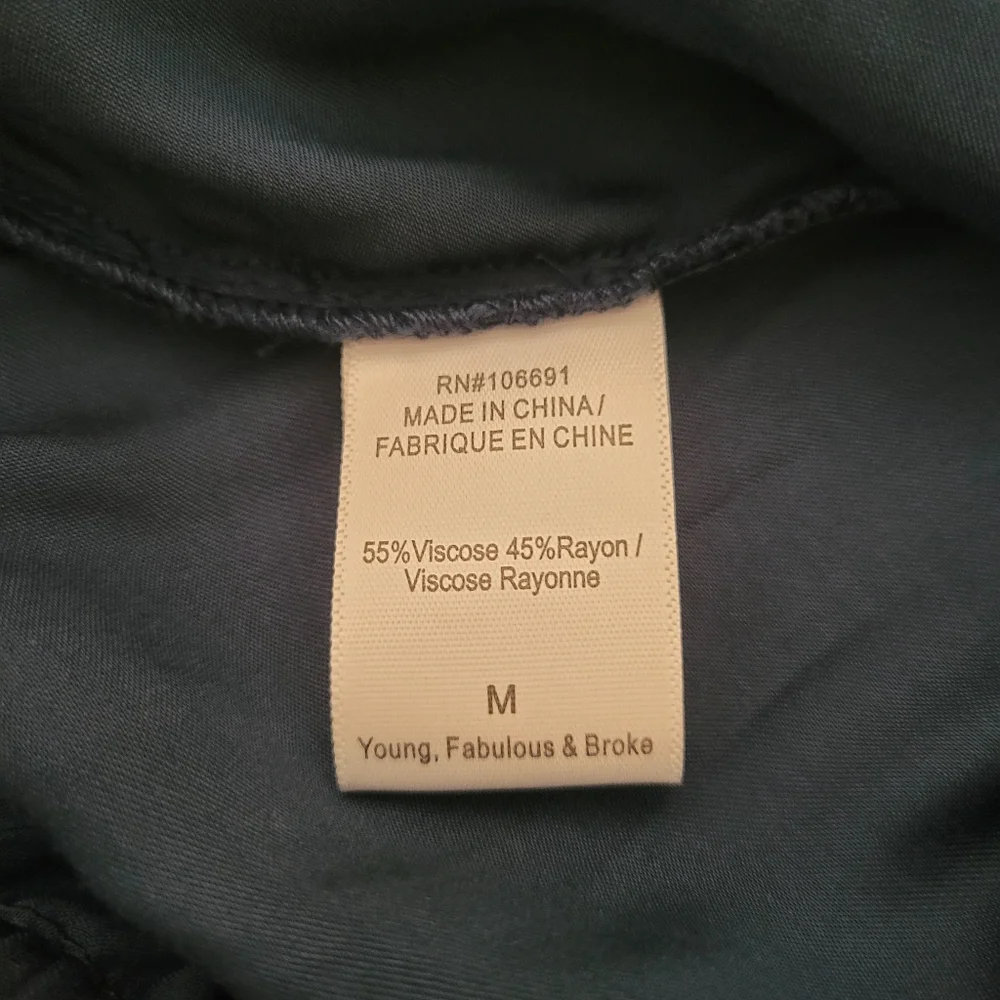 RN#106691
MADE IN CHINA/
FABRIQUE EN CHINE
55%Viscose 45%Rayon /
Viscose Rayonne
M
Young, Fabulous & Broke